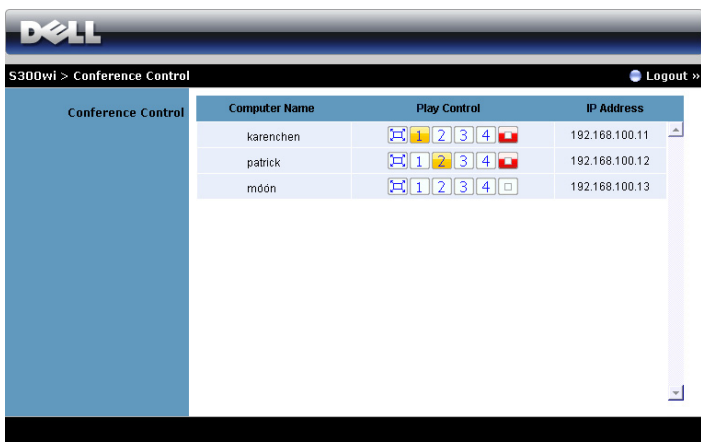 DELL
S300wi > Conference Control
Logout »
Conference Control
Computer Name Play Control IP Address
karenchen 1 2 3 4 192.168.100.11
patrick 1 2 3 4 192.168.100.12
móón 1 2 3 4 192.168.100.13